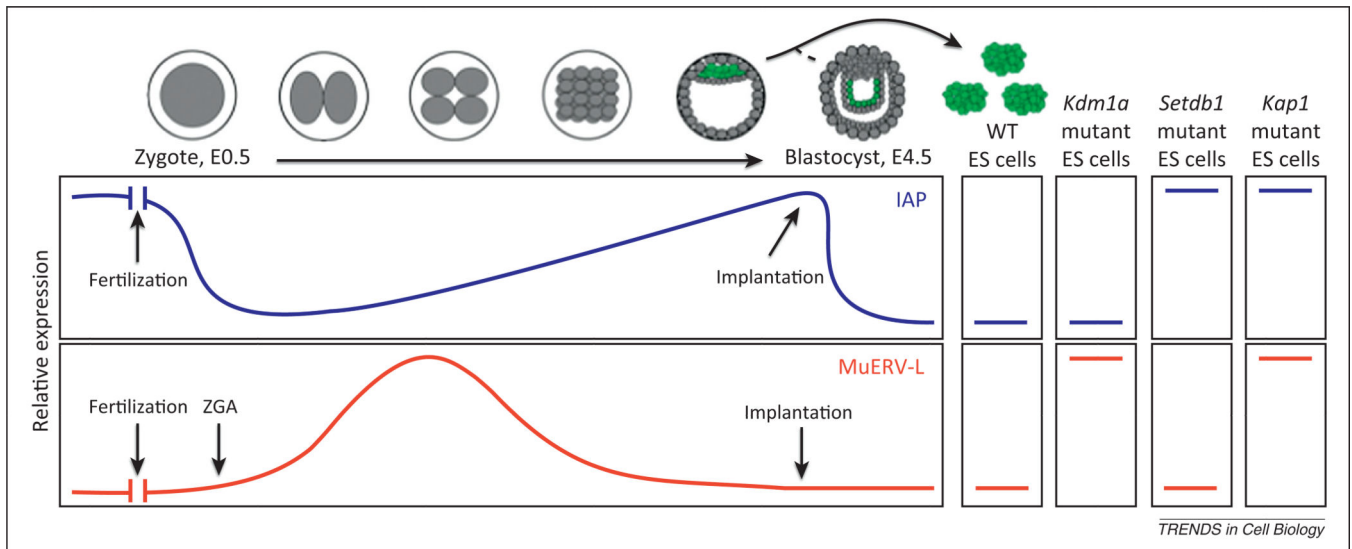 Zygote, E0.5
Blastocyst, E4.5
WT
ES cells
Kdm1a
mutant
ES cells
Setdb1
mutant
ES cells
Kap1
mutant
ES cells
Relative expression
IAP
Fertilization
Implantation
MuERV-L
Fertilization
ZGA
Implantation
TRENDS in Cell Biology